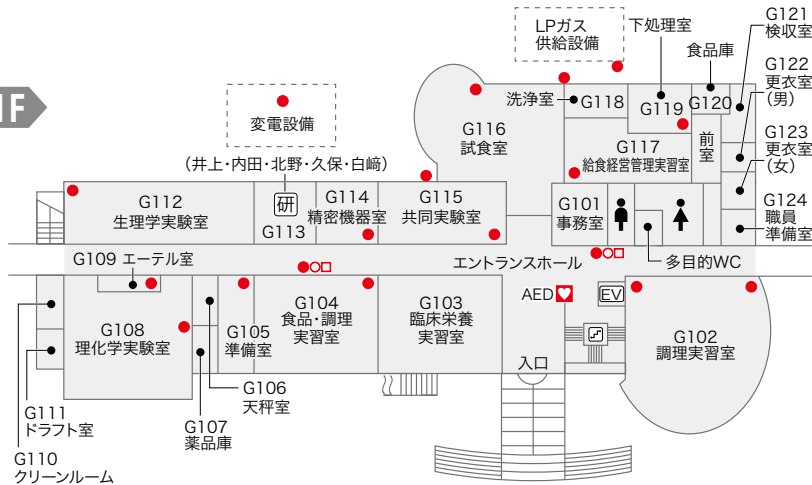 1F
LPガス
供給設備
下処理室
食品庫
G121
検収室
G122
更衣室
(男)
G123
更衣室
(女)
G124
職員
準備室
変電設備
洗浄室
G118
G119
G120
G116
試食室
G117
給食経営管理実習室
前
室
(井上・内田・北野・久保・白﨑)
研
G113
G112
生理学実験室
G114
精密機器室
G115
共同実験室
G101
事務室
G109 エーテル室
エントランスホール
多目的WC
AED
EV
G108
理化学実験室
G105
準備室
G104
食品・調理
実習室
G103
臨床栄養
実習室
G102
調理実習室
入口
G106
天秤室
G107
薬品庫
G111
ドラフト室
G110
クリーンルーム